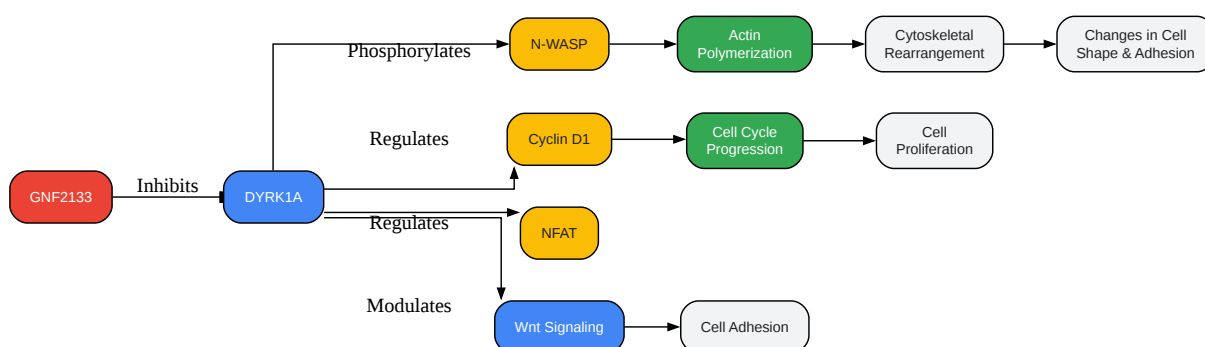 Phosphorylates
N-WASP
Actin
Polymerization
Cytoskeletal
Rearrangement
Changes in Cell
Shape & Adhesion
Regulates
Cyclin D1
Cell Cycle
Progression
Cell
Proliferation
GNF2133
Inhibits
DYRK1A
Regulates
NFAT
Modulates
Wnt Signaling
Cell Adhesion